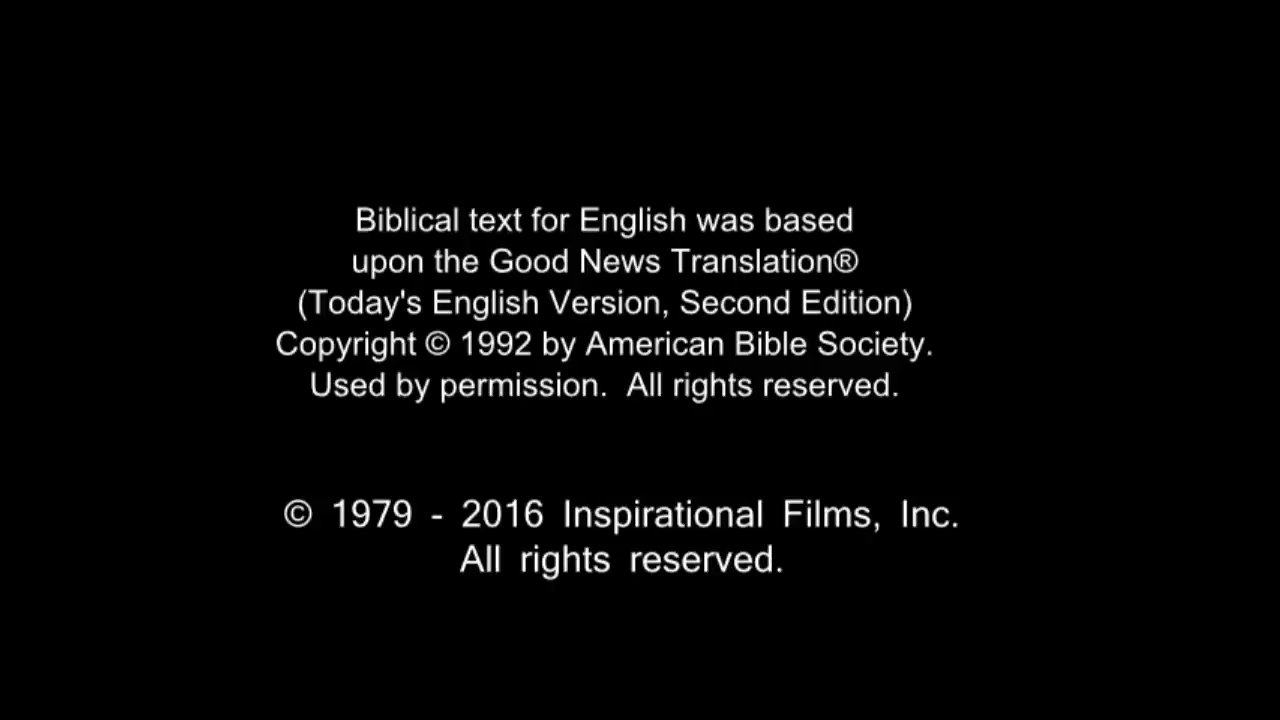 Biblical text for English was based
upon the Good News Translation®
(Today's English Version, Second Edition)
Copyright © 1992 by American Bible Society.
Used by permission.  All rights reserved.
© 1979 - 2016 Inspirational Films, Inc.
All rights reserved.